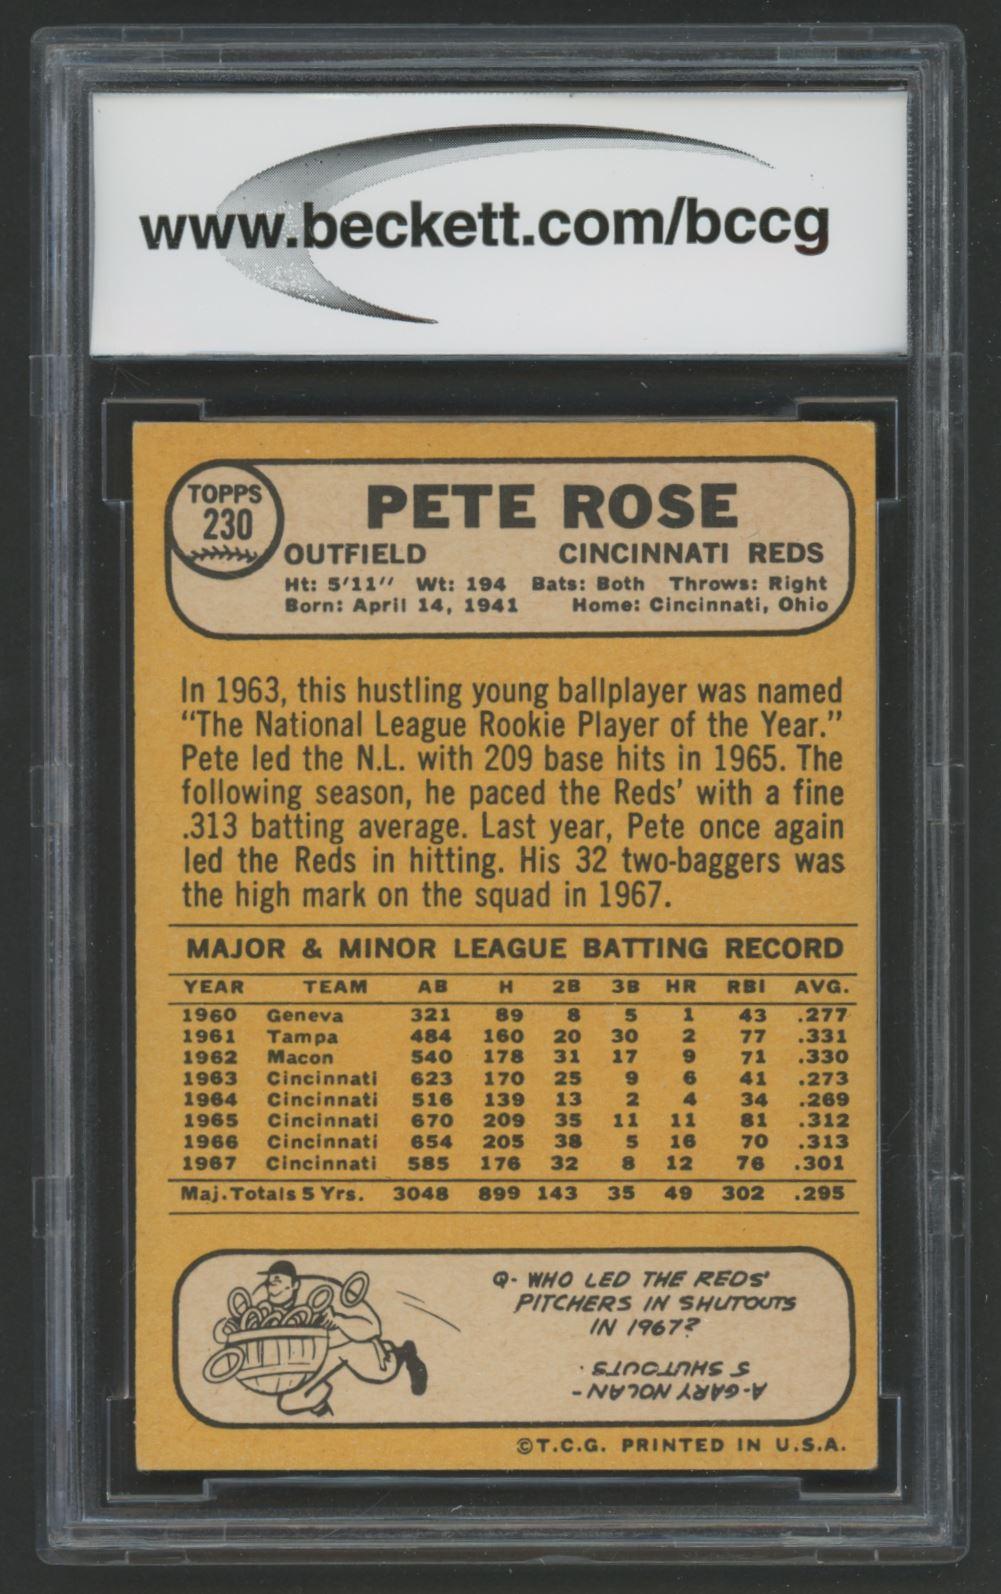 www.beckett.com/bccg
TOPPS
230
PETE ROSE
OUTFIELD CINCINNATI REDS
Ht: 5'11" Wt: 194 Bats: Both Throws: Right
Born: April 14, 1941 Home: Cincinnati, Ohio
In 1963, this hustling young ballplayer was named
"The National League Rookie Player of the Year."
Pete led the N.L. with 209 base hits in 1965. The
following season, he paced the Reds' with a fine
.313 batting average. Last year, Pete once again
led the Reds in hitting. His 32 two-baggers was
the high mark on the squad in 1967.
MAJOR & MINOR LEAGUE BATTING RECORD
YEAR TEAM AB H 2B 3B HR RBI AVG.
1960 Geneva 321 89 8 5 1 43 .277
1961 Tampa 484 160 20 30 2 77 .331
1962 Macon 540 178 31 17 9 71 .330
1963 Cincinnati 623 170 25 9 6 41 .273
1964 Cincinnati 516 139 13 2 4 34 .269
1965 Cincinnati 670 209 35 11 11 81 .312
1966 Cincinnati 654 205 38 5 16 70 .313
1967 Cincinnati 585 176 32 8 12 76 .301
Maj. Totals 5 Yrs. 3048 899 143 35 49 302 .295
Q- WHO LED THE REDS'
PITCHERS IN SHUTOUTS
IN 1967?
A-GARY NOLAN -
5 SHUTOUTS.
©T.C.G. PRINTED IN U.S.A.